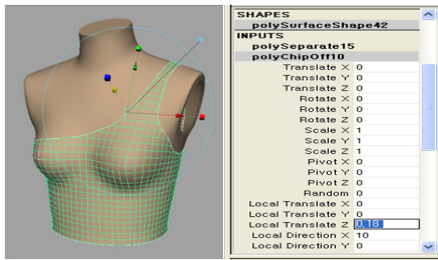 SHAPES
polySurfaceShape42
INPUTS
polySeparate15
polyChipOff10
Translate X 0
Translate Y 0
Translate Z 0
Rotate X 0
Rotate Y 0
Rotate Z 0
Scale X 1
Scale Y 1
Scale Z 1
Pivot X 0
Pivot Y 0
Pivot Z 0
Random 0
Local Translate X 0
Local Translate Y 0
Local Translate Z 0,18
Local Direction X 10
Local Direction Y 0